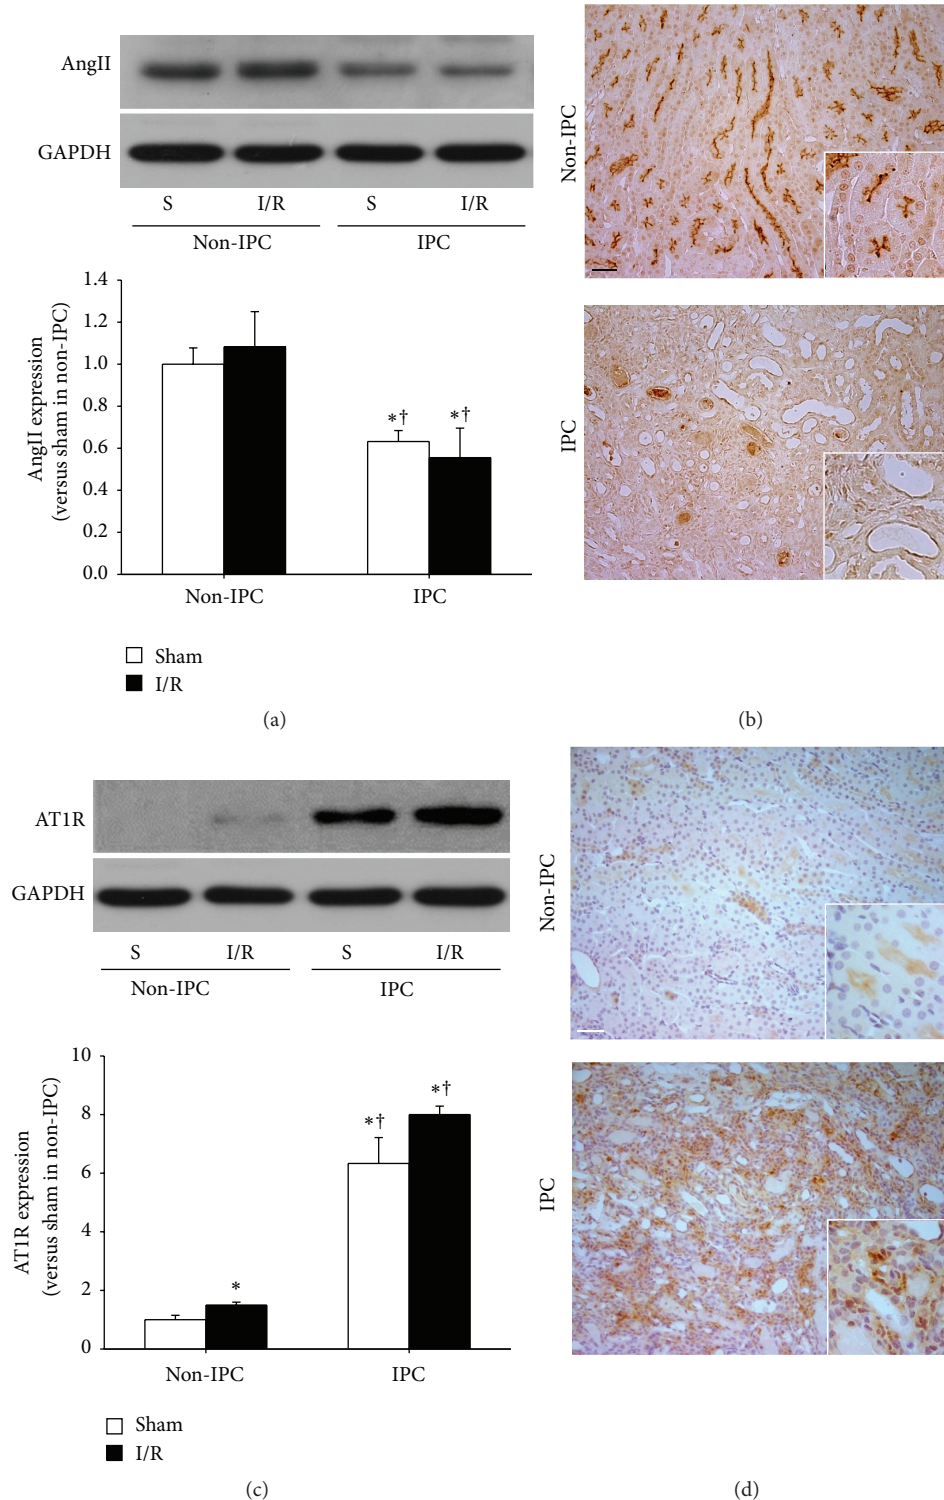 AngII
GAPDH
S I/R S I/R
Non-IPC IPC
AngII expression
(versus sham in non-IPC)
1.4
1.2
1.0
0.8
0.6
0.4
0.2
0.0
*† *†
Non-IPC IPC
Sham
I/R
(a)
Non-IPC
IPC
(b)
AT1R
GAPDH
S I/R S I/R
Non-IPC IPC
AT1R expression
(versus sham in non-IPC)
10
8
6
4
2
0
* *† *†
Non-IPC IPC
Sham
I/R
(c)
Non-IPC
IPC
(d)